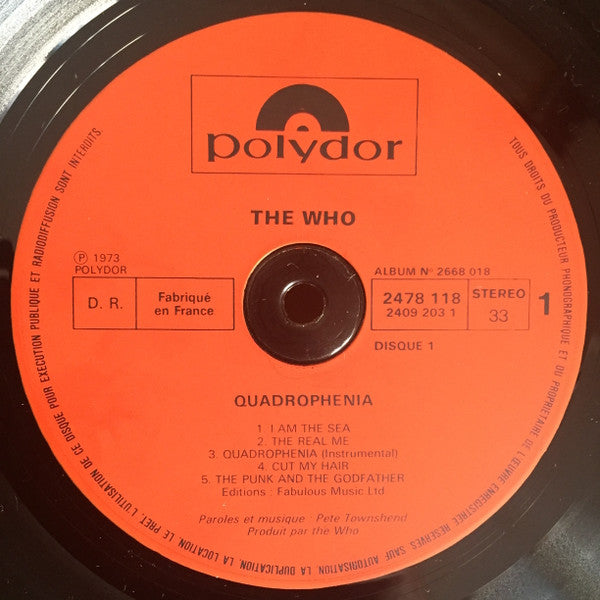 polydor
THE WHO
Ⓟ 1973
POLYDOR
D. R.
Fabriqué
en France
ALBUM N° 2668 018
2478 118
2409 203 1
STEREO
33
1
DISQUE 1
QUADROPHENIA
1. I AM THE SEA
2. THE REAL ME
3. QUADROPHENIA (Instrumental)
4. CUT MY HAIR
5. THE PUNK AND THE GODFATHER
Editions : Fabulous Music Ltd
Paroles et musique : Pete Townshend
Produit par the Who
TOUS DROITS DU PRODUCTEUR PHONOGRAPHIQUE ET DU PROPRIETAIRE DE L'ŒUVRE ENREGISTREE RESERVES. SAUF AUTORISATION, LA DUPLICATION, LA LOCATION, LE PRET, L'UTILISATION DE CE DISQUE POUR EXECUTION PUBLIQUE ET RADIODIFFUSION SONT INTERDITS.